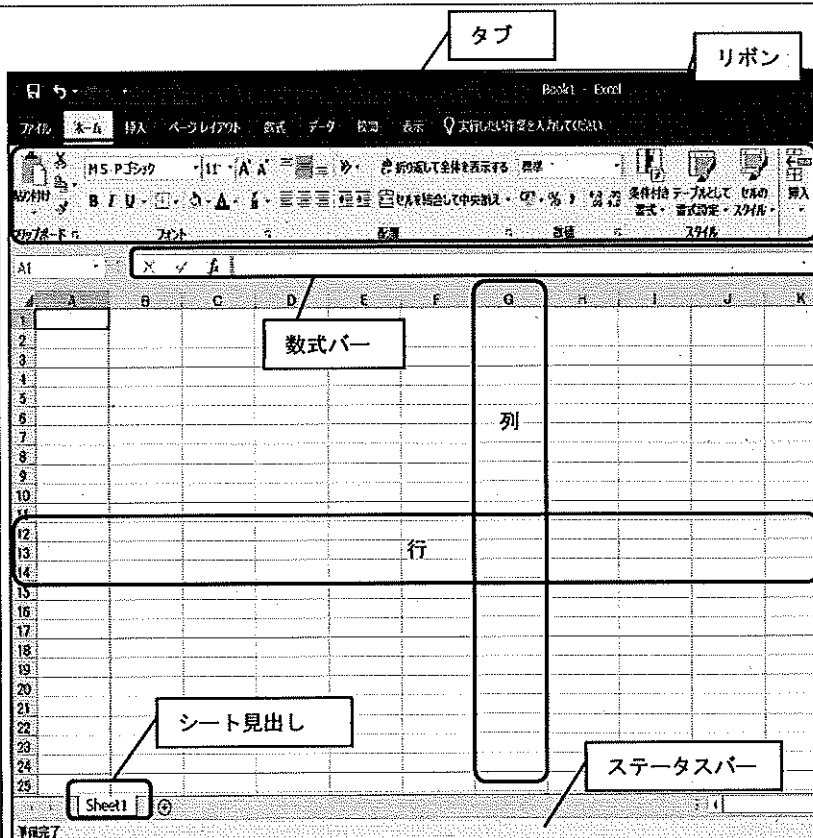 タブ
リボン
Book1 - Excel
ファイル ホーム 挿入 ページレイアウト 数式 データ 校閲 表示 実行したい作業を入力してください
MS Pゴシック 11 A A 折り返して全体を表示する 標準
貼り付け B I U A セルを結合して中央揃え % 条件付き テーブルとして セルの 挿入
書式 書式設定 スタイル
クリップボード フォント 配置 数値 スタイル
A1 fx
A B C D E F G H I J K
1
2
数式バー
3
4
5
6 列
7
8
9
10
11
12
13 行
14
15
16
17
18
19
20
21 シート見出し
22
23
24 ステータスバー
25
Sheet1
準備完了